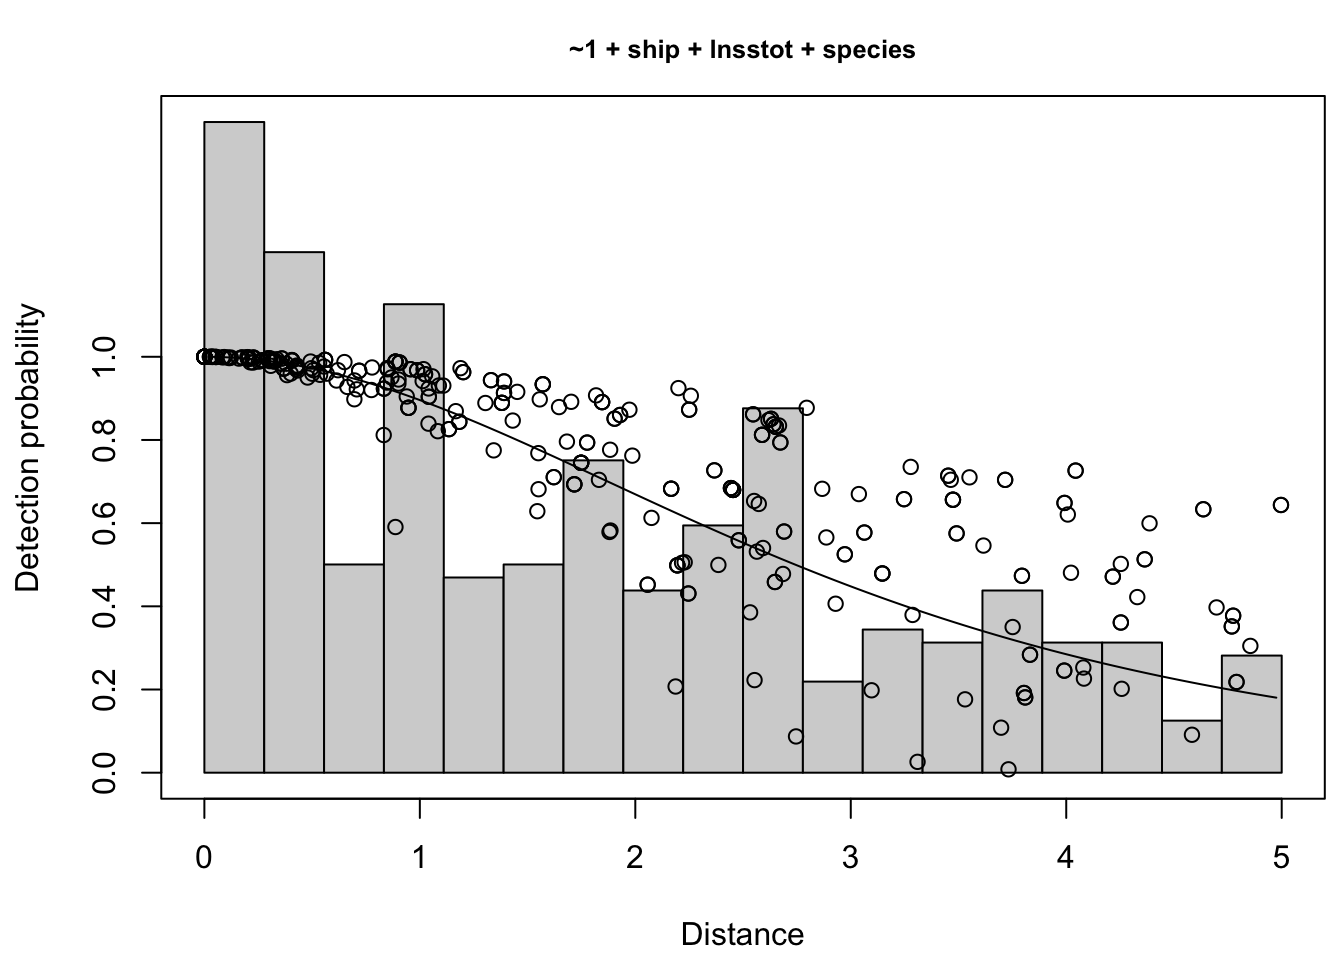 ~1 + ship + lnsstot + species
Detection probability
1.0
0.8
0.6
0.4
0.2
0.0
0 1 2 3 4 5
Distance